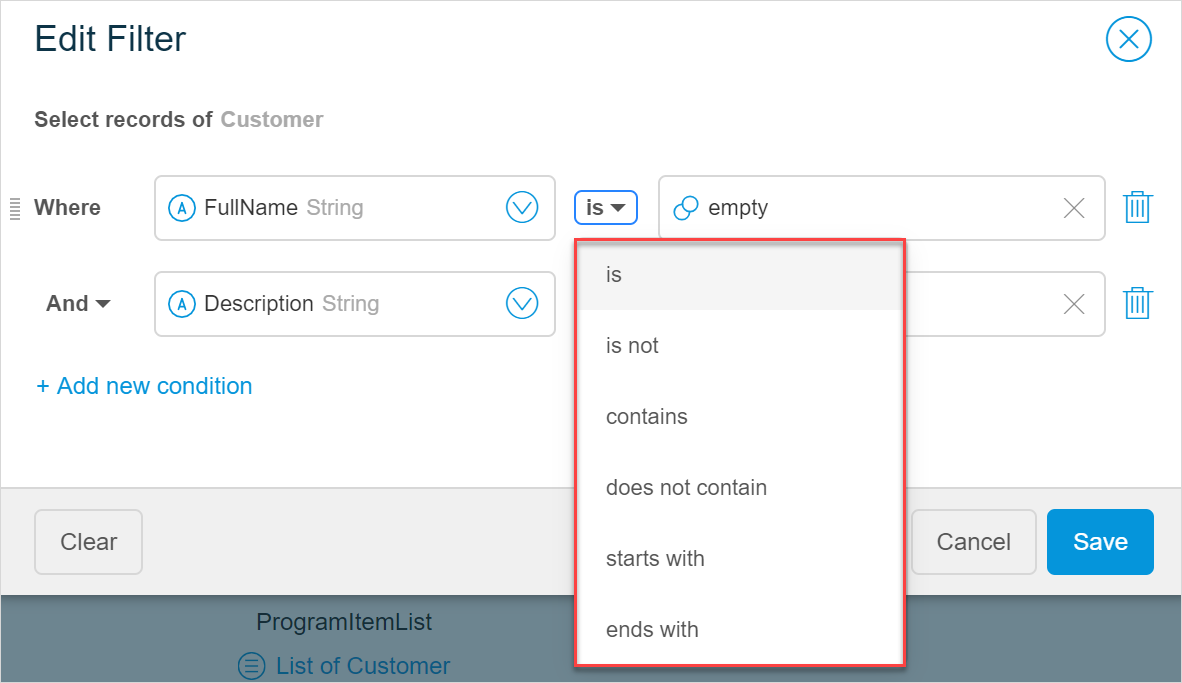 Edit Filter
Select records of Customer
Where A FullName String is empty
is
And A Description String
is not
+ Add new condition
contains
does not contain
Clear Cancel Save
starts with
ProgramItemList
ends with
List of Customer